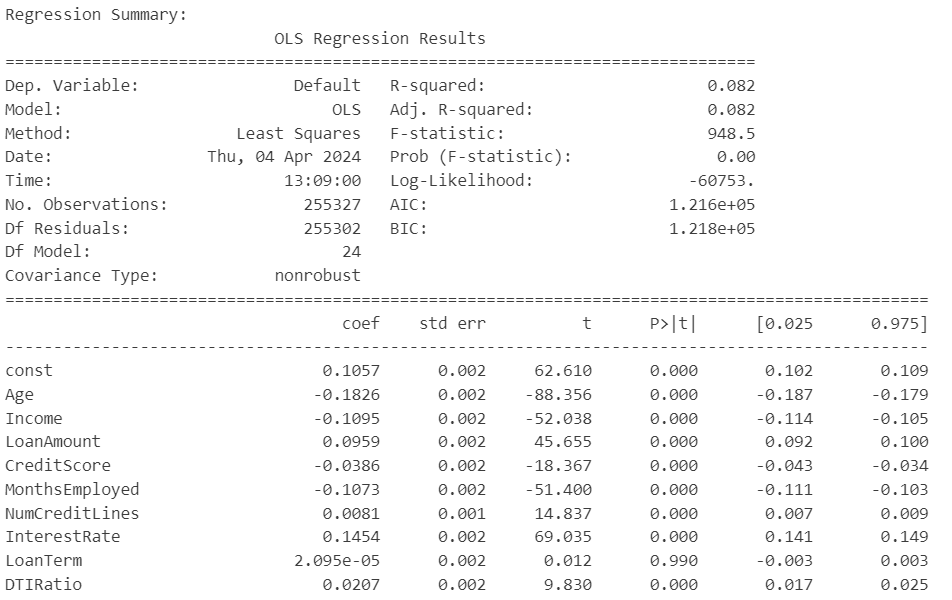 Regression Summary:
OLS Regression Results
==============================================================================
Dep. Variable: Default R-squared: 0.082
Model: OLS Adj. R-squared: 0.082
Method: Least Squares F-statistic: 948.5
Date: Thu, 04 Apr 2024 Prob (F-statistic): 0.00
Time: 13:09:00 Log-Likelihood: -60753.
No. Observations: 255327 AIC: 1.216e+05
Df Residuals: 255302 BIC: 1.218e+05
Df Model: 24
Covariance Type: nonrobust
================================================================================================
coef std err t P>|t| [0.025 0.975]
------------------------------------------------------------------------------------------------
const 0.1057 0.002 62.610 0.000 0.102 0.109
Age -0.1826 0.002 -88.356 0.000 -0.187 -0.179
Income -0.1095 0.002 -52.038 0.000 -0.114 -0.105
LoanAmount 0.0959 0.002 45.655 0.000 0.092 0.100
CreditScore -0.0386 0.002 -18.367 0.000 -0.043 -0.034
MonthsEmployed -0.1073 0.002 -51.400 0.000 -0.111 -0.103
NumCreditLines 0.0081 0.001 14.837 0.000 0.007 0.009
InterestRate 0.1454 0.002 69.035 0.000 0.141 0.149
LoanTerm 2.095e-05 0.002 0.012 0.990 -0.003 0.003
DTIRatio 0.0207 0.002 9.830 0.000 0.017 0.025